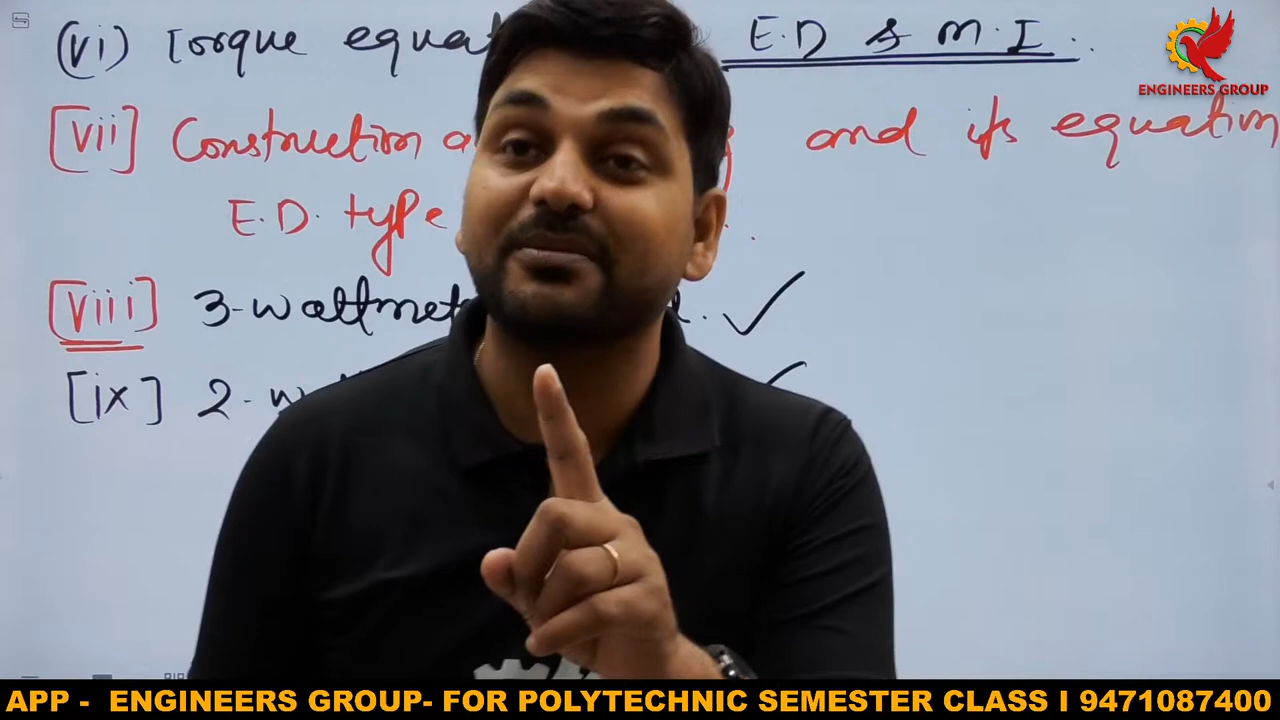 (vi) Torque equat E.D & M.I.
ENGINEERS GROUP
[vii] Construction a and its equation
E.D. type
[viii] 3-wattmet ✓
[ix] 2-w
APP - ENGINEERS GROUP- FOR POLYTECHNIC SEMESTER CLASS I 9471087400